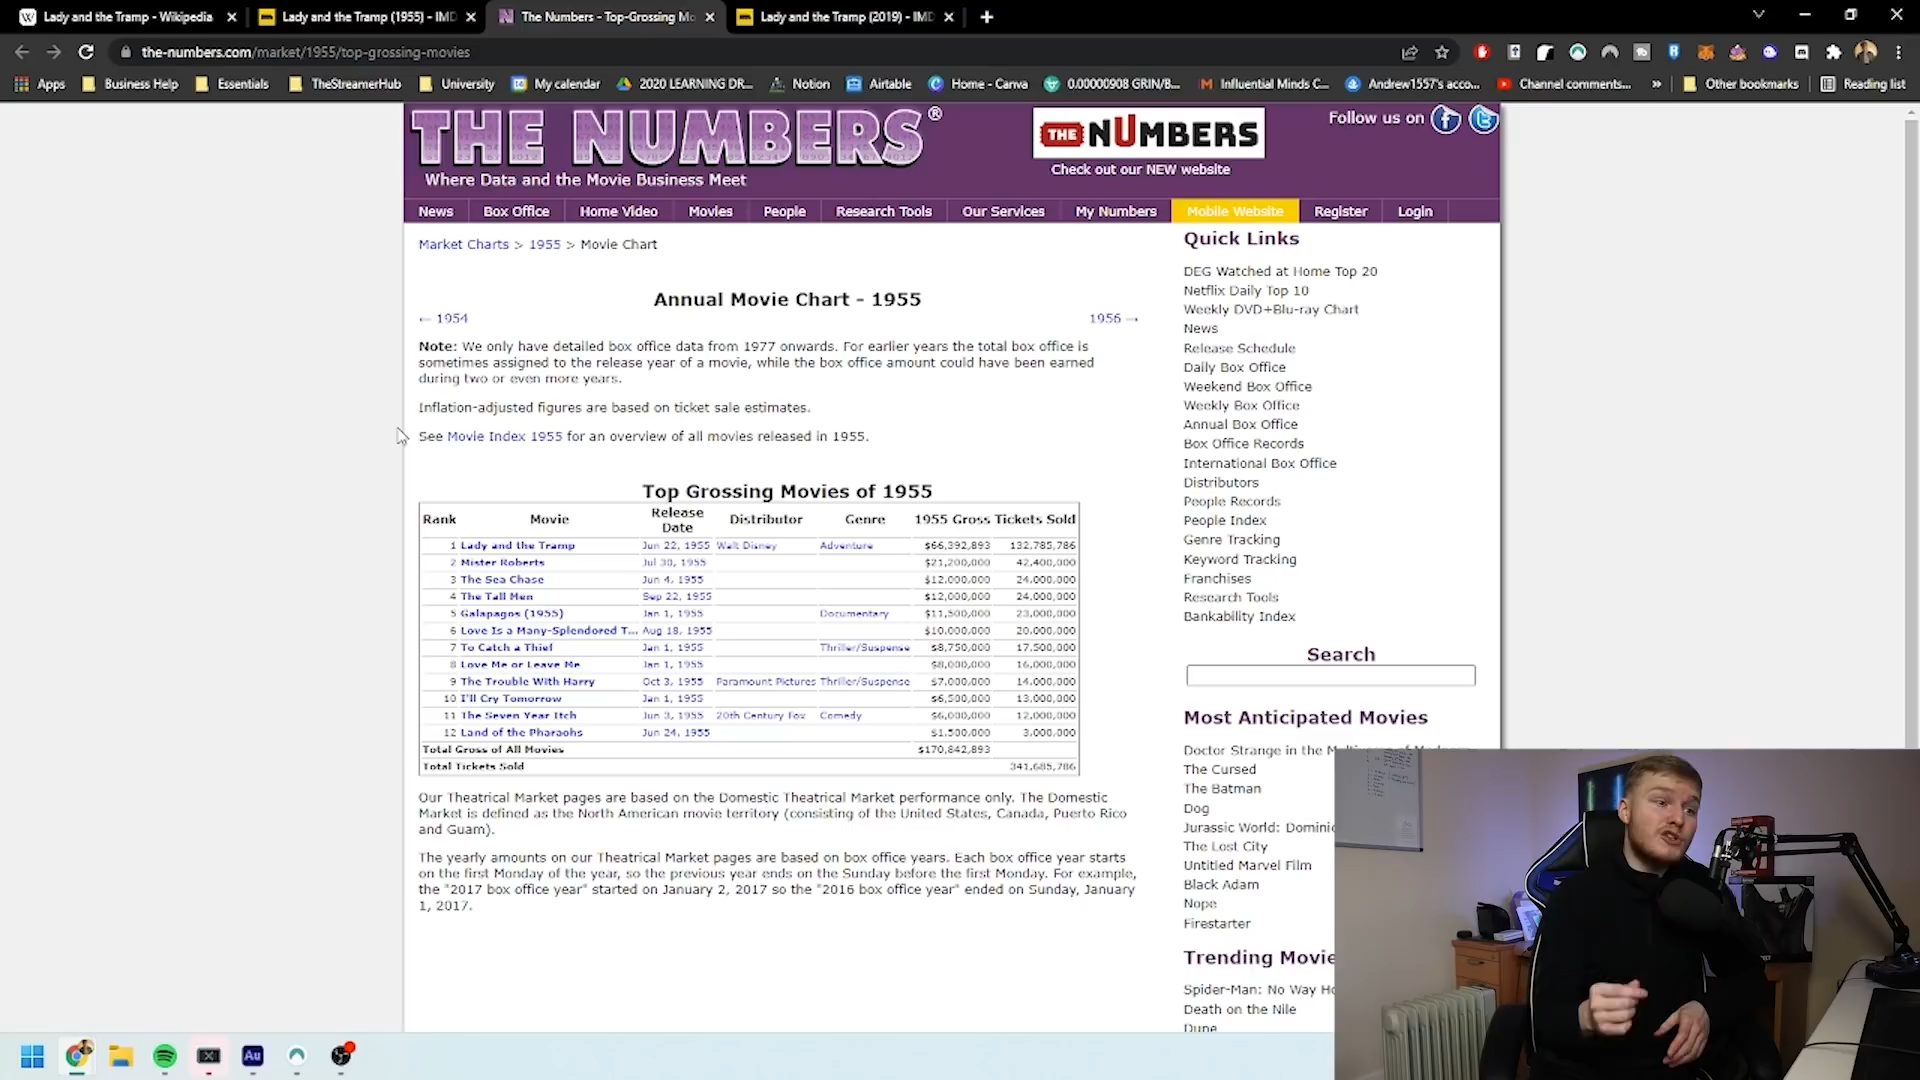 Lady and the Tramp - Wikipedia
Lady and the Tramp (1955) - IMD
The Numbers - Top-Grossing Mo
Lady and the Tramp (2019) - IMD
the-numbers.com/market/1955/top-grossing-movies
Apps
Business Help
Essentials
TheStreamerHub
University
My calendar
2020 LEARNING DR...
Notion
Airtable
Home - Canva
0.00000908 GRIN/B...
Influential Minds C...
Andrew1557's acco...
Channel comments...
Other bookmarks
Reading list
THE NUMBERS®
Where Data and the Movie Business Meet
THE NUMBERS
Check out our NEW website
Follow us on
News Box Office Home Video Movies People Research Tools Our Services My Numbers Mobile Website Register Login
Market Charts > 1955 > Movie Chart
Annual Movie Chart - 1955
← 1954
1956 →
Note: We only have detailed box office data from 1977 onwards. For earlier years the total box office is
sometimes assigned to the release year of a movie, while the box office amount could have been earned
during two or even more years.
Inflation-adjusted figures are based on ticket sale estimates.
See Movie Index 1955 for an overview of all movies released in 1955.
Top Grossing Movies of 1955
Rank Movie Release Date Distributor Genre 1955 Gross Tickets Sold
1 Lady and the Tramp Jun 22, 1955 Walt Disney Adventure $66,392,893 132,785,786
2 Mister Roberts Jul 30, 1955 $21,200,000 42,400,000
3 The Sea Chase Jun 4, 1955 $12,000,000 24,000,000
4 The Tall Men Sep 22, 1955 $12,000,000 24,000,000
5 Galapagos (1955) Jan 1, 1955 Documentary $11,500,000 23,000,000
6 Love Is a Many-Splendored T... Aug 18, 1955 $10,000,000 20,000,000
7 To Catch a Thief Jan 1, 1955 Thriller/Suspense $8,750,000 17,500,000
8 Love Me or Leave Me Jan 1, 1955 $8,000,000 16,000,000
9 The Trouble With Harry Oct 3, 1955 Paramount Pictures Thriller/Suspense $7,000,000 14,000,000
10 I'll Cry Tomorrow Jan 1, 1955 $6,500,000 13,000,000
11 The Seven Year Itch Jun 3, 1955 20th Century Fox Comedy $6,000,000 12,000,000
12 Land of the Pharaohs Jun 24, 1955 $1,500,000 3,000,000
Total Gross of All Movies $170,842,893
Total Tickets Sold 341,685,786
Our Theatrical Market pages are based on the Domestic Theatrical Market performance only. The Domestic
Market is defined as the North American movie territory (consisting of the United States, Canada, Puerto Rico
and Guam).
The yearly amounts on our Theatrical Market pages are based on box office years. Each box office year starts
on the first Monday of the year, so the previous year ends on the Sunday before the first Monday. For example,
the "2017 box office year" started on January 2, 2017 so the "2016 box office year" ended on Sunday, January
1, 2017.
Quick Links
DEG Watched at Home Top 20
Netflix Daily Top 10
Weekly DVD+Blu-ray Chart
News
Release Schedule
Daily Box Office
Weekend Box Office
Weekly Box Office
Annual Box Office
Box Office Records
International Box Office
Distributors
People Records
People Index
Genre Tracking
Keyword Tracking
Franchises
Research Tools
Bankability Index
Search
Most Anticipated Movies
Doctor Strange in the
The Cursed
The Batman
Dog
Jurassic World: Dominic
The Lost City
Untitled Marvel Film
Black Adam
Nope
Firestarter
Trending Movie
Spider-Man: No Way Ho
Death on the Nile
Dune
Au